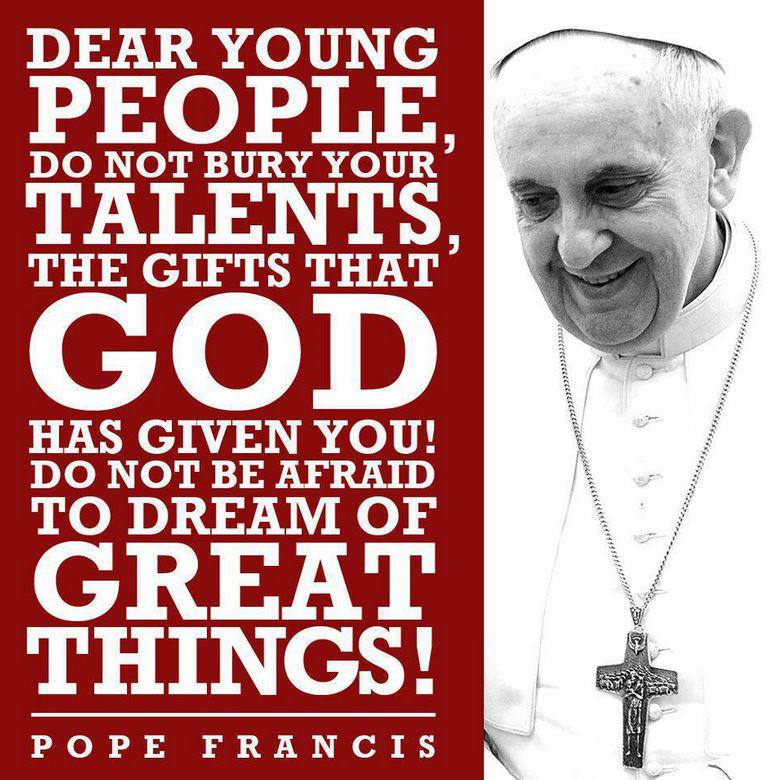 DEAR YOUNG
PEOPLE,
DO NOT BURY YOUR
TALENTS,
THE GIFTS THAT
GOD
HAS GIVEN YOU!
DO NOT BE AFRAID
TO DREAM OF
GREAT
THINGS!
POPE FRANCIS